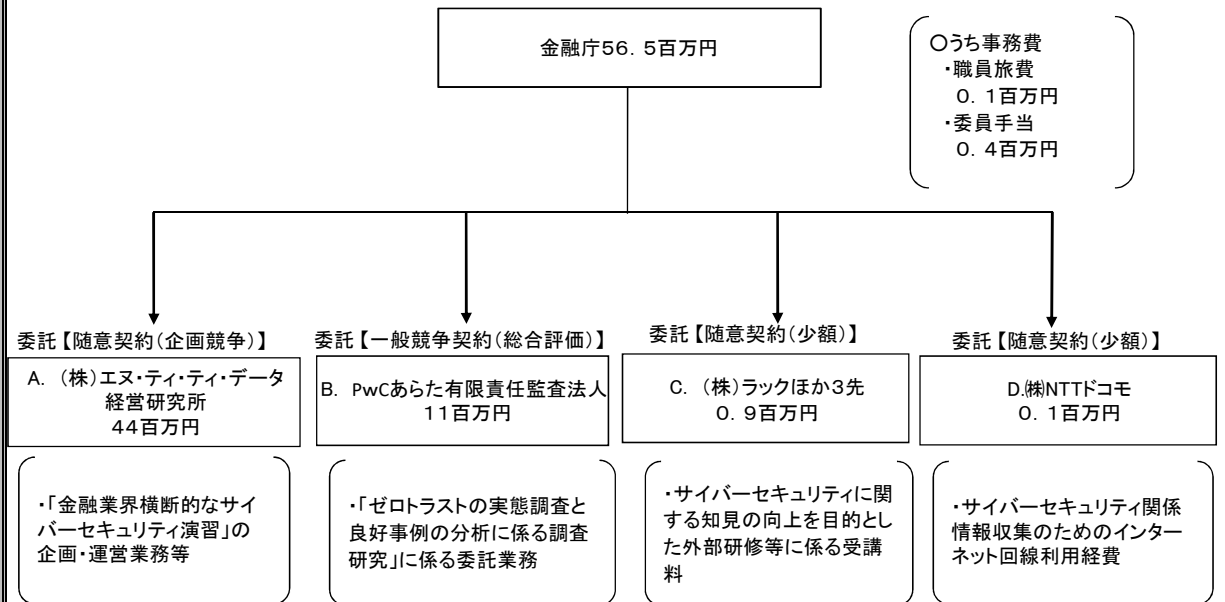 金融庁56．5百万円
〇うち事務費
・職員旅費
0．1百万円
・委員手当
0．4百万円
委託【随意契約(企画競争)】
A．(株)エヌ・ティ・ティ・データ
経営研究所
44百万円
・「金融業界横断的なサイ
バーセキュリティ演習」の
企画・運営業務等
委託【一般競争契約(総合評価)】
B．PwCあらた有限責任監査法人
11百万円
・「ゼロトラストの実態調査と
良好事例の分析に係る調査
研究」に係る委託業務
委託【随意契約(少額)】
C．(株)ラックほか3先
0．9百万円
・サイバーセキュリティに関
する知見の向上を目的とし
た外部研修等に係る受講
料
委託【随意契約(少額)】
D.㈱NTTドコモ
0．1百万円
・サイバーセキュリティ関係
情報収集のためのインター
ネット回線利用経費